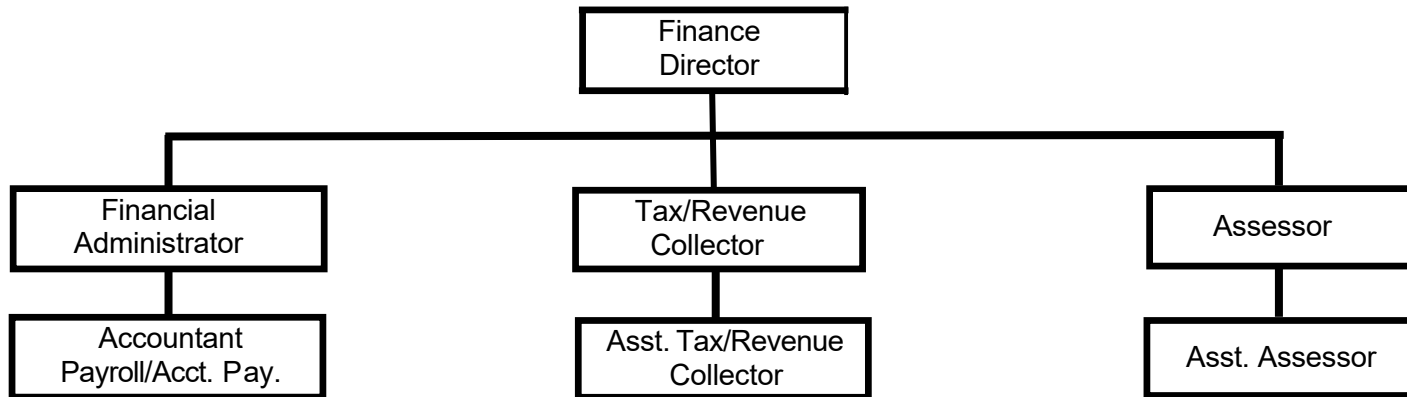 Finance
Director
Financial
Administrator
Tax/Revenue
Collector
Assessor
Accountant
Payroll/Acct. Pay.
Asst. Tax/Revenue
Collector
Asst. Assessor